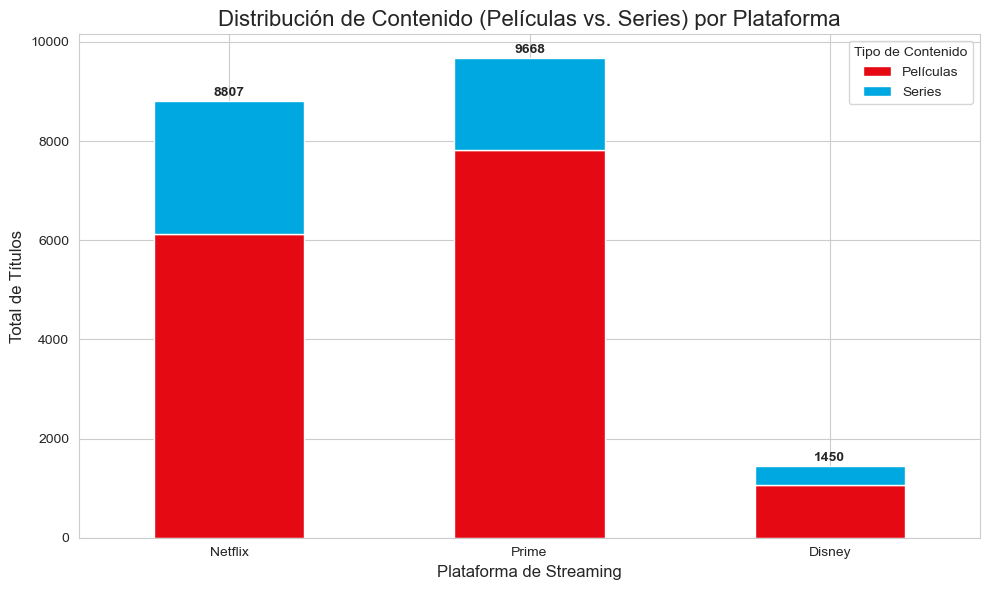 Distribución de Contenido (Películas vs. Series) por Plataforma
Total de Títulos
10000
8000
6000
4000
2000
0
8807
9668
1450
Tipo de Contenido
Películas
Series
Netflix
Prime
Disney
Plataforma de Streaming